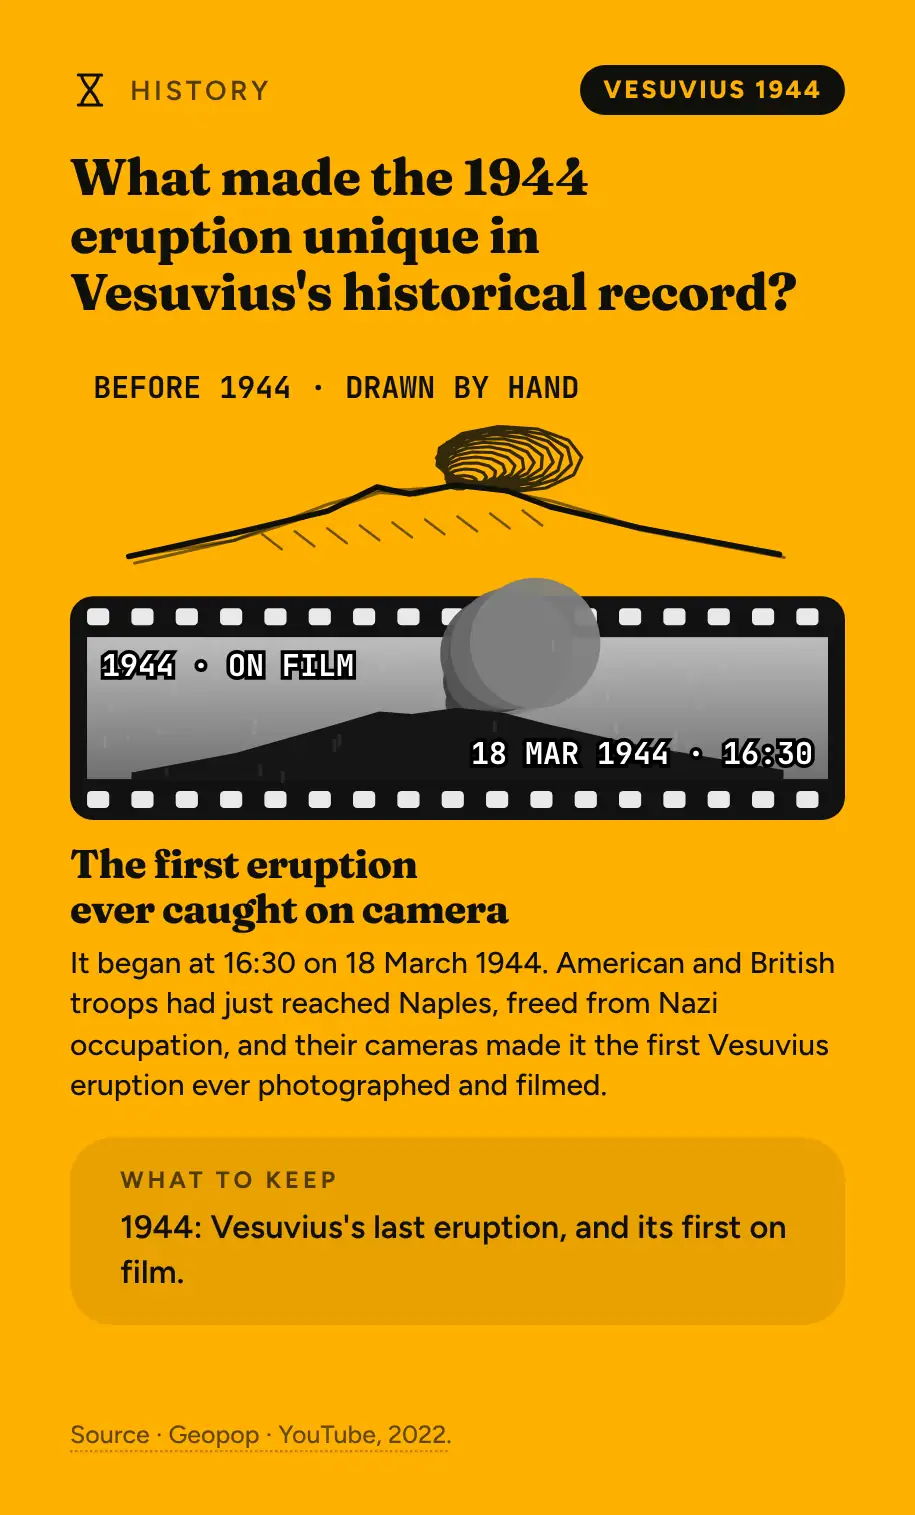 HISTORY
VESUVIUS 1944
What made the 1944
eruption unique in
Vesuvius's historical record?
BEFORE 1944 · DRAWN BY HAND
1944 · ON FILM
18 MAR 1944 · 16:30
The first eruption
ever caught on camera
It began at 16:30 on 18 March 1944. American and British
troops had just reached Naples, freed from Nazi
occupation, and their cameras made it the first Vesuvius
eruption ever photographed and filmed.
WHAT TO KEEP
1944: Vesuvius's last eruption, and its first on
film.
Source · Geopop · YouTube, 2022.